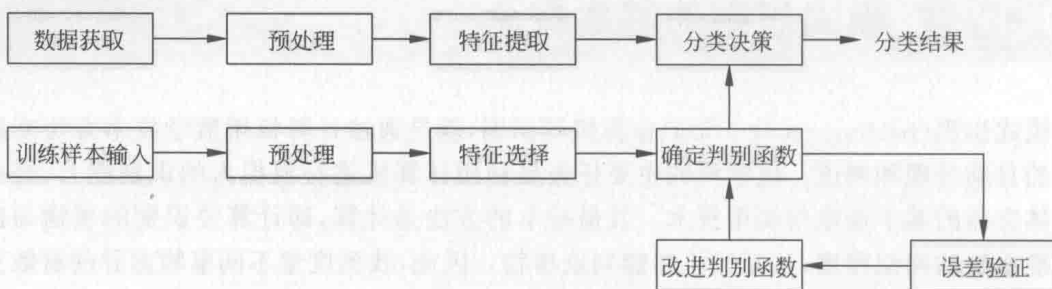 数据获取 预处理 特征提取 分类决策 分类结果
训练样本输入 预处理 特征选择 确定判别函数
改进判别函数 误差验证